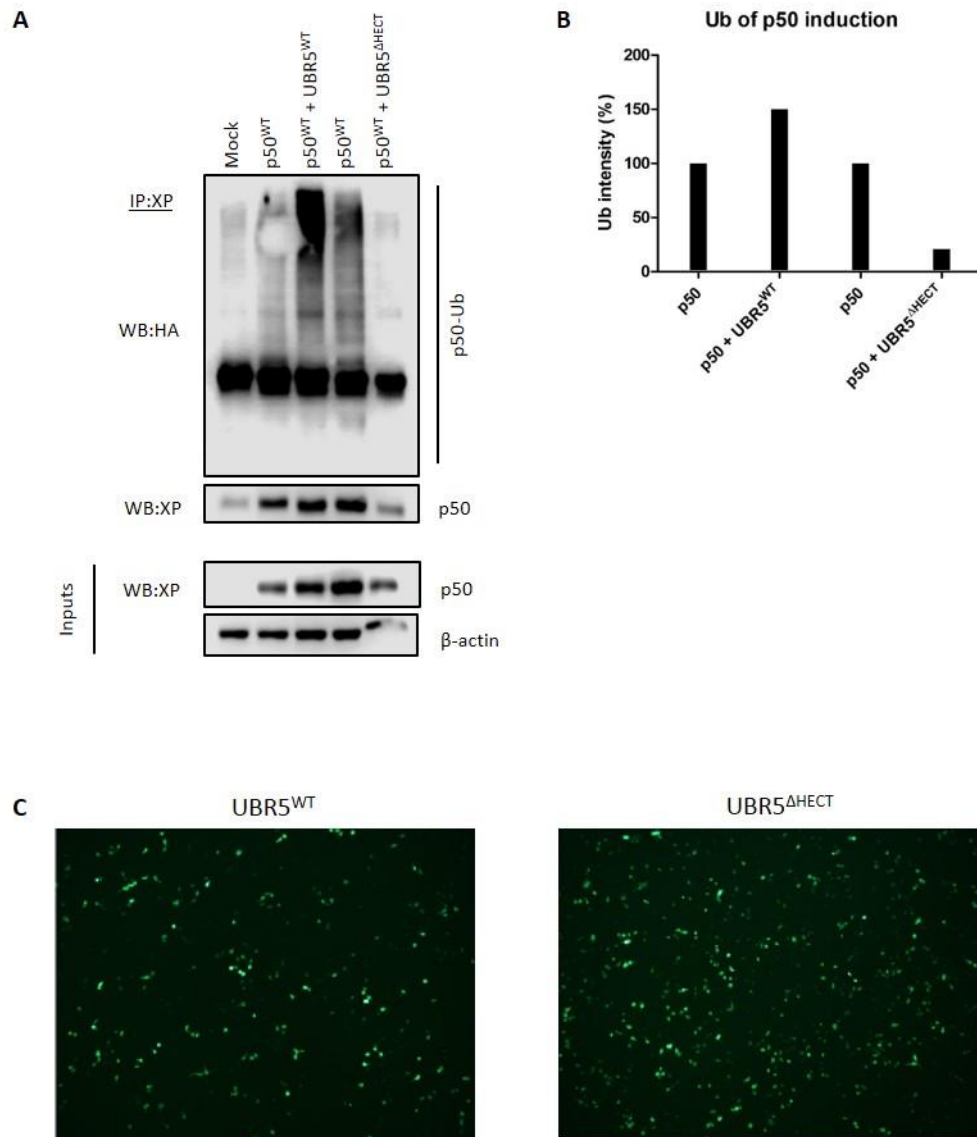 A
Mock
p50WT
p50WT + UBR5WT
p50WT
p50WT + UBR5ΔHECT
IP:XP
WB:HA
p50-Ub
WB:XP
p50
Inputs
WB:XP
p50
β-actin
B
Ub of p50 induction
Ub intensity (%)
200
150
100
50
0
p50
p50 + UBR5WT
p50
p50 + UBR5ΔHECT
C
UBR5WT
UBR5ΔHECT